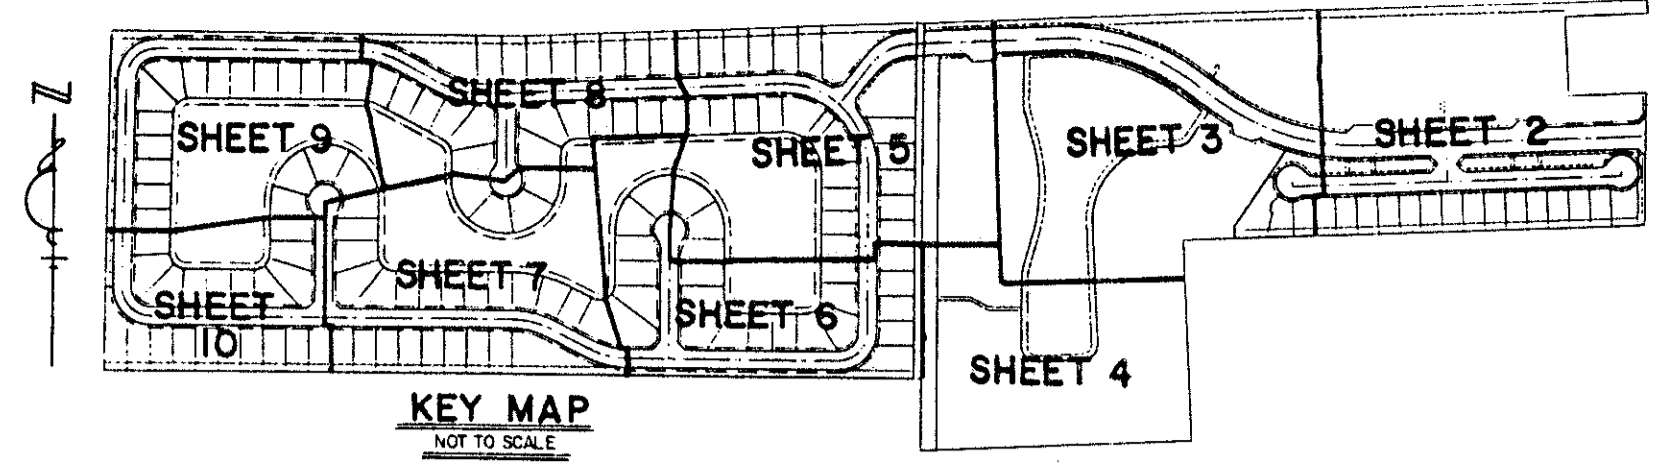 N
SHEET 8
SHEET 9
SHEET 5
SHEET 3
SHEET 2
SHEET 7
SHEET
10
SHEET 6
SHEET 4
KEY MAP
NOT TO SCALE